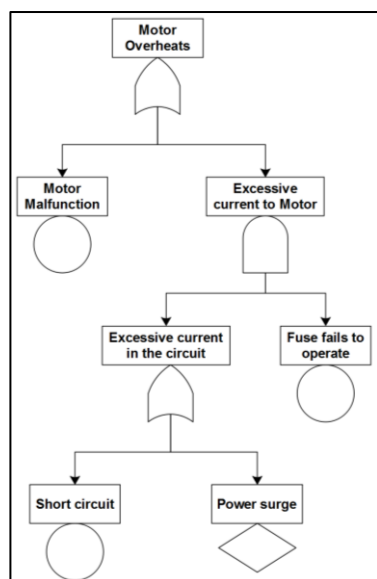 Motor
Overheats
Motor
Malfunction
Excessive
current to Motor
Excessive current
in the circuit
Fuse fails to
operate
Short circuit
Power surge